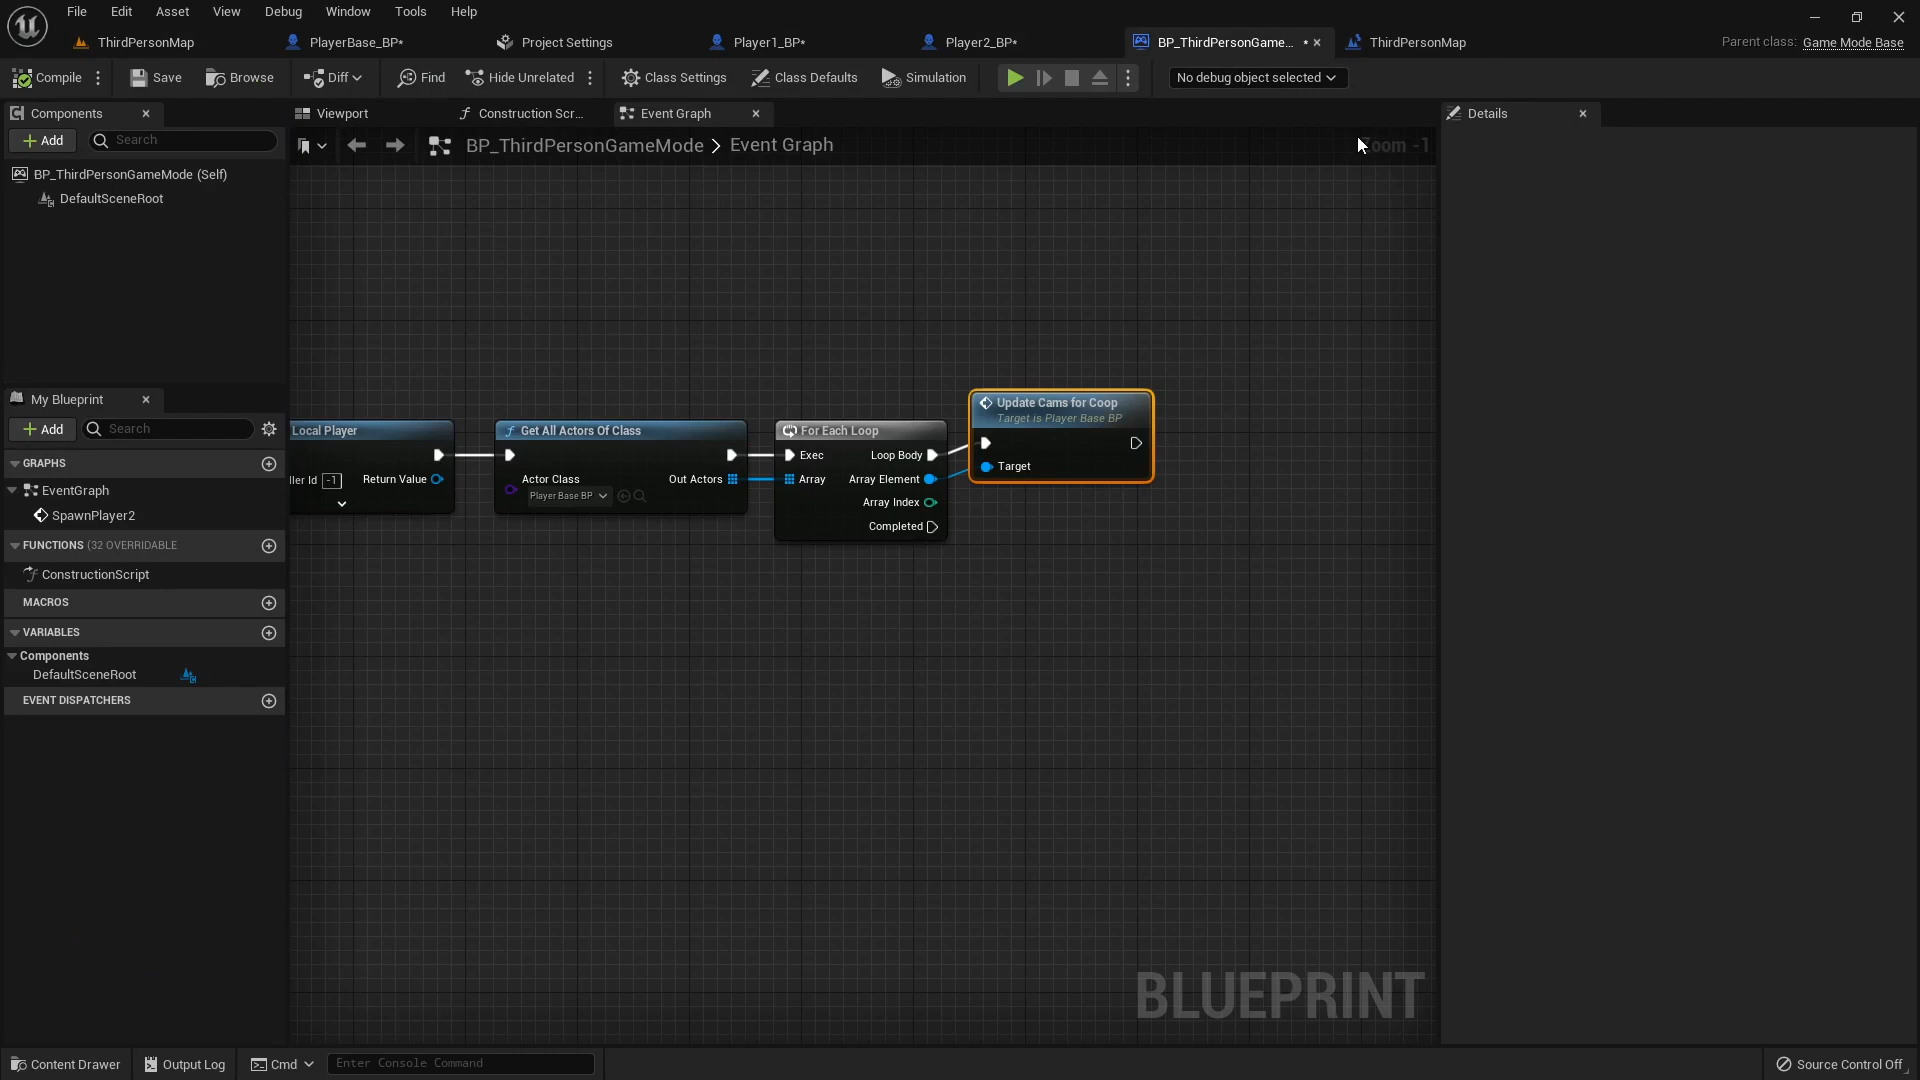 File Edit Asset View Debug Window Tools Help
ThirdPersonMap PlayerBase_BP* Project Settings Player1_BP* Player2_BP* BP_ThirdPersonGame... * ThirdPersonMap Parent class: Game Mode Base
Compile Save Browse Diff Find Hide Unrelated Class Settings Class Defaults Simulation No debug object selected
Components Viewport Construction Scr... Event Graph Details
Add Search
BP_ThirdPersonGameMode > Event Graph oom -1
BP_ThirdPersonGameMode (Self)
DefaultSceneRoot
My Blueprint
Add Search
GRAPHS
EventGraph
SpawnPlayer2
FUNCTIONS (32 OVERRIDABLE
ConstructionScript
MACROS
VARIABLES
Components
DefaultSceneRoot
EVENT DISPATCHERS
Local Player
ller Id -1 Return Value
Get All Actors Of Class
Actor Class Out Actors
Player Base BP
For Each Loop
Exec Loop Body
Array Array Element
Array Index
Completed
Update Cams for Coop
Target is Player Base BP
Target
BLUEPRINT
Content Drawer Output Log Cmd Enter Console Command Source Control Off